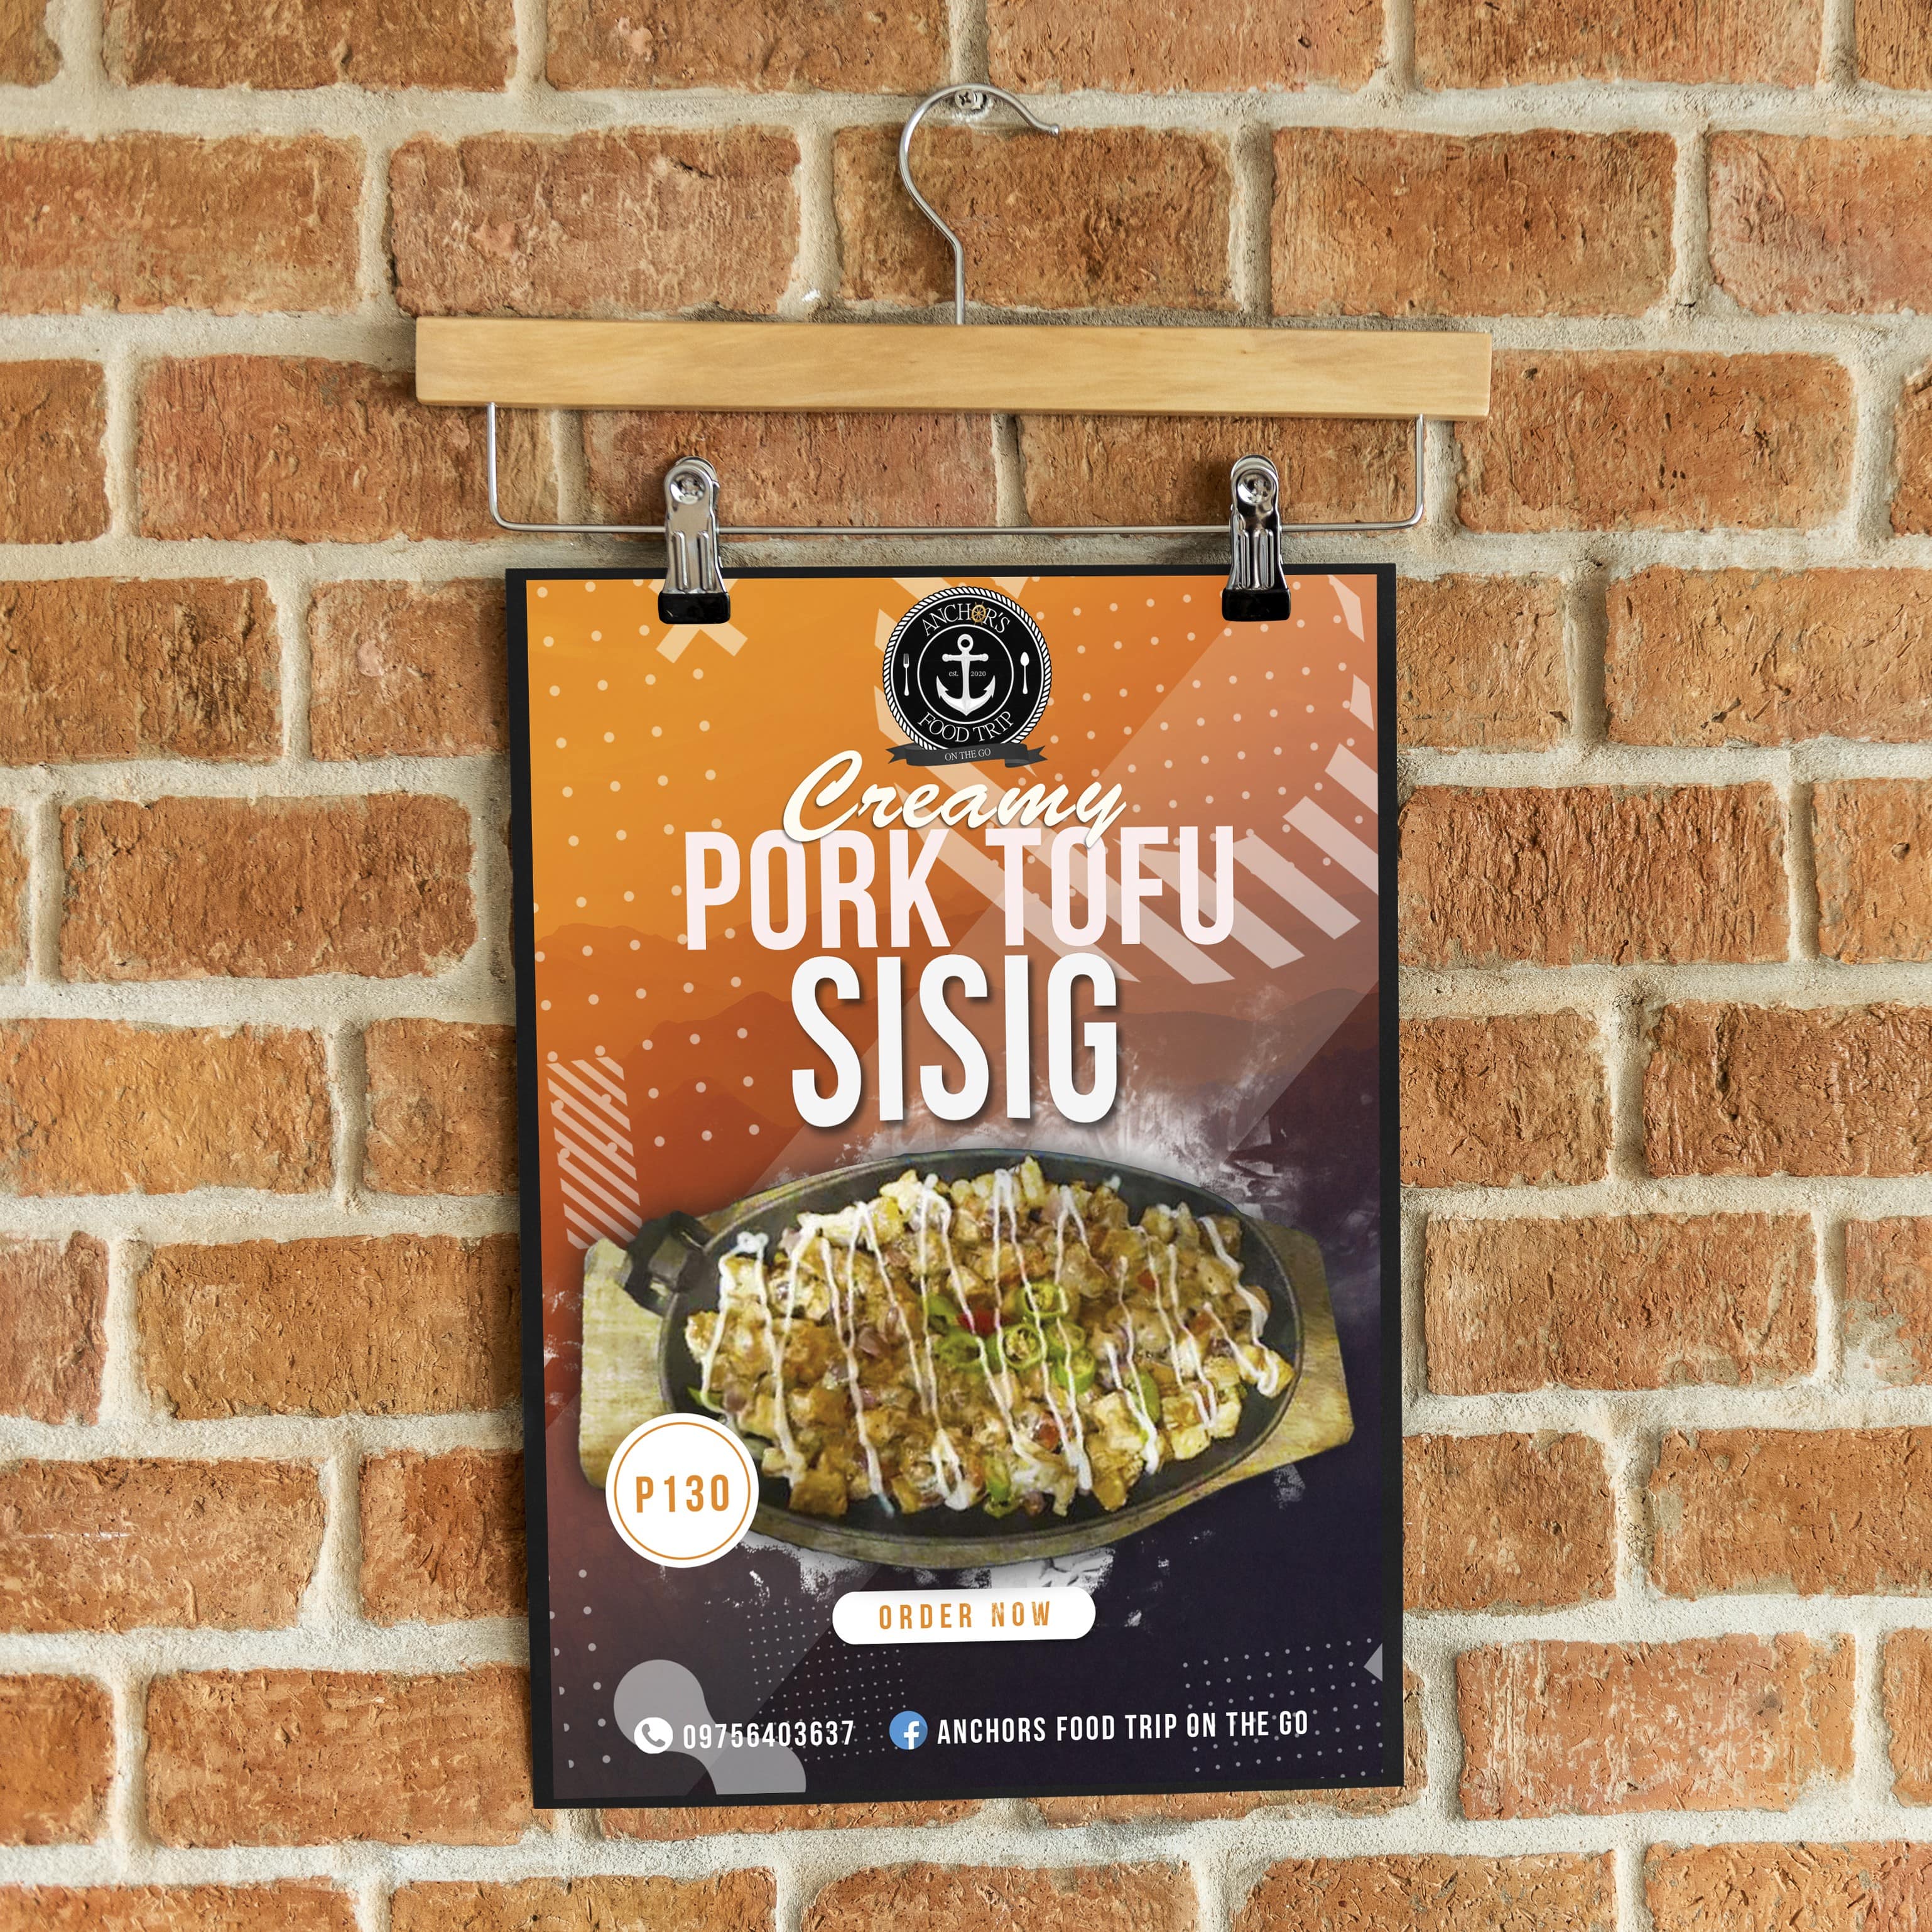 ANCHOR'S
est. 2020
FOOD TRIP
ON THE GO
Creamy
PORK TOFU
SISIG
P130
ORDER NOW
09756403637 ANCHORS FOOD TRIP ON THE GO